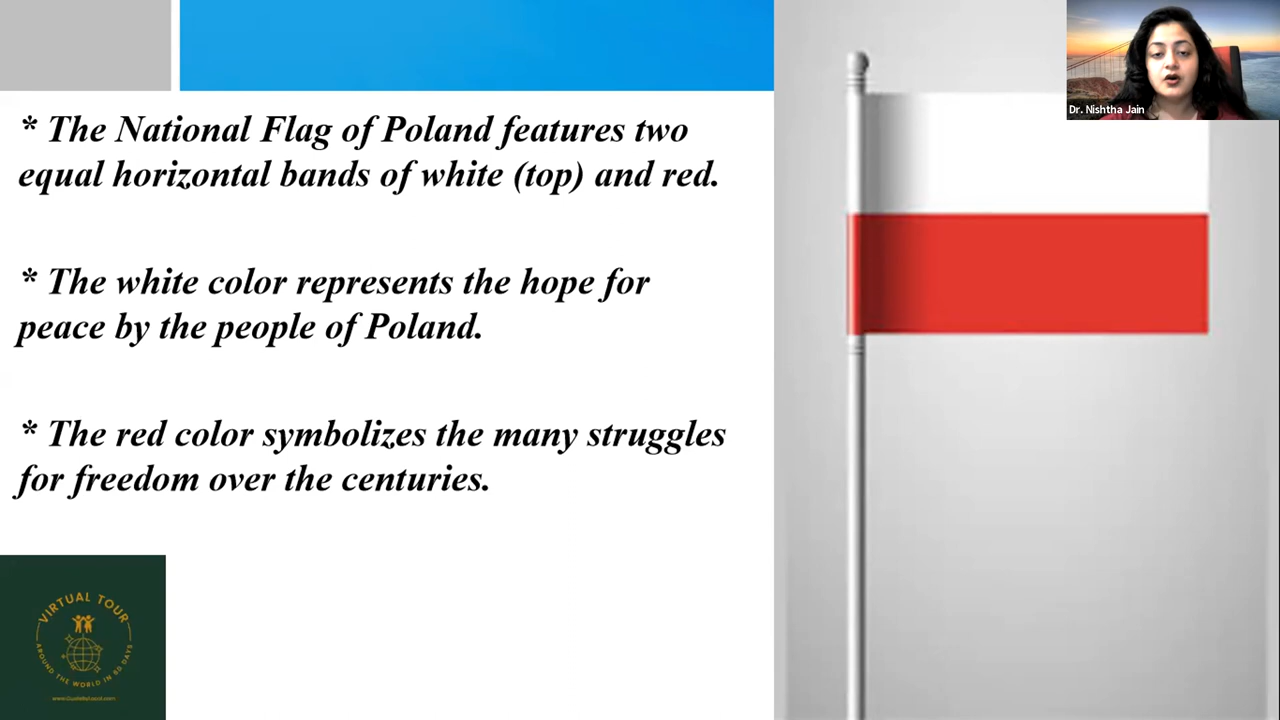 * The National Flag of Poland features two
equal horizontal bands of white (top) and red.
* The white color represents the hope for
peace by the people of Poland.
* The red color symbolizes the many struggles
for freedom over the centuries.
Dr. Nishtha Jain
VIRTUAL TOUR
AROUND THE WORLD IN 80 DAYS